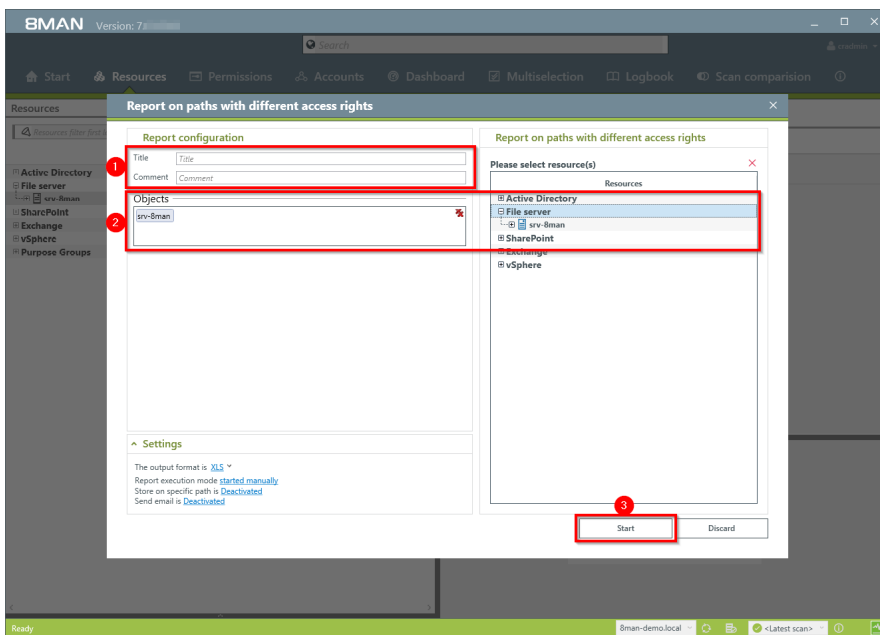 8MAN Version: 7.
Search
cradmin
Start Resources Permissions Accounts Dashboard Multiselection Logbook Scan comparision
Resources
Report on paths with different access rights
Resources filter first
Active Directory
File server
srv-8man
SharePoint
Exchange
vSphere
Purpose Groups
Report configuration
1
Title Title
Comment Comment
2
Objects
srv-8man
Settings
The output format is XLS
Report execution mode started manually
Store on specific path is Deactivated
Send email is Deactivated
Report on paths with different access rights
Please select resource(s)
Resources
Active Directory
File server
srv-8man
SharePoint
Exchange
vSphere
3
Start Discard
Ready 8man-demo.local <Latest scan>